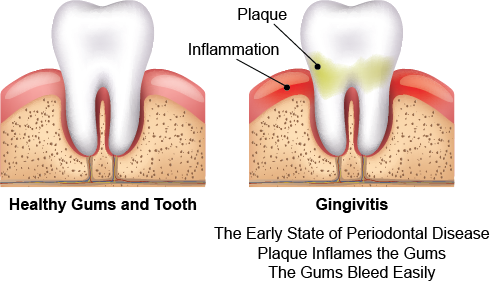 Plaque
Inflammation
Healthy Gums and Tooth
Gingivitis
The Early State of Periodontal Disease
Plaque Inflames the Gums
The Gums Bleed Easily